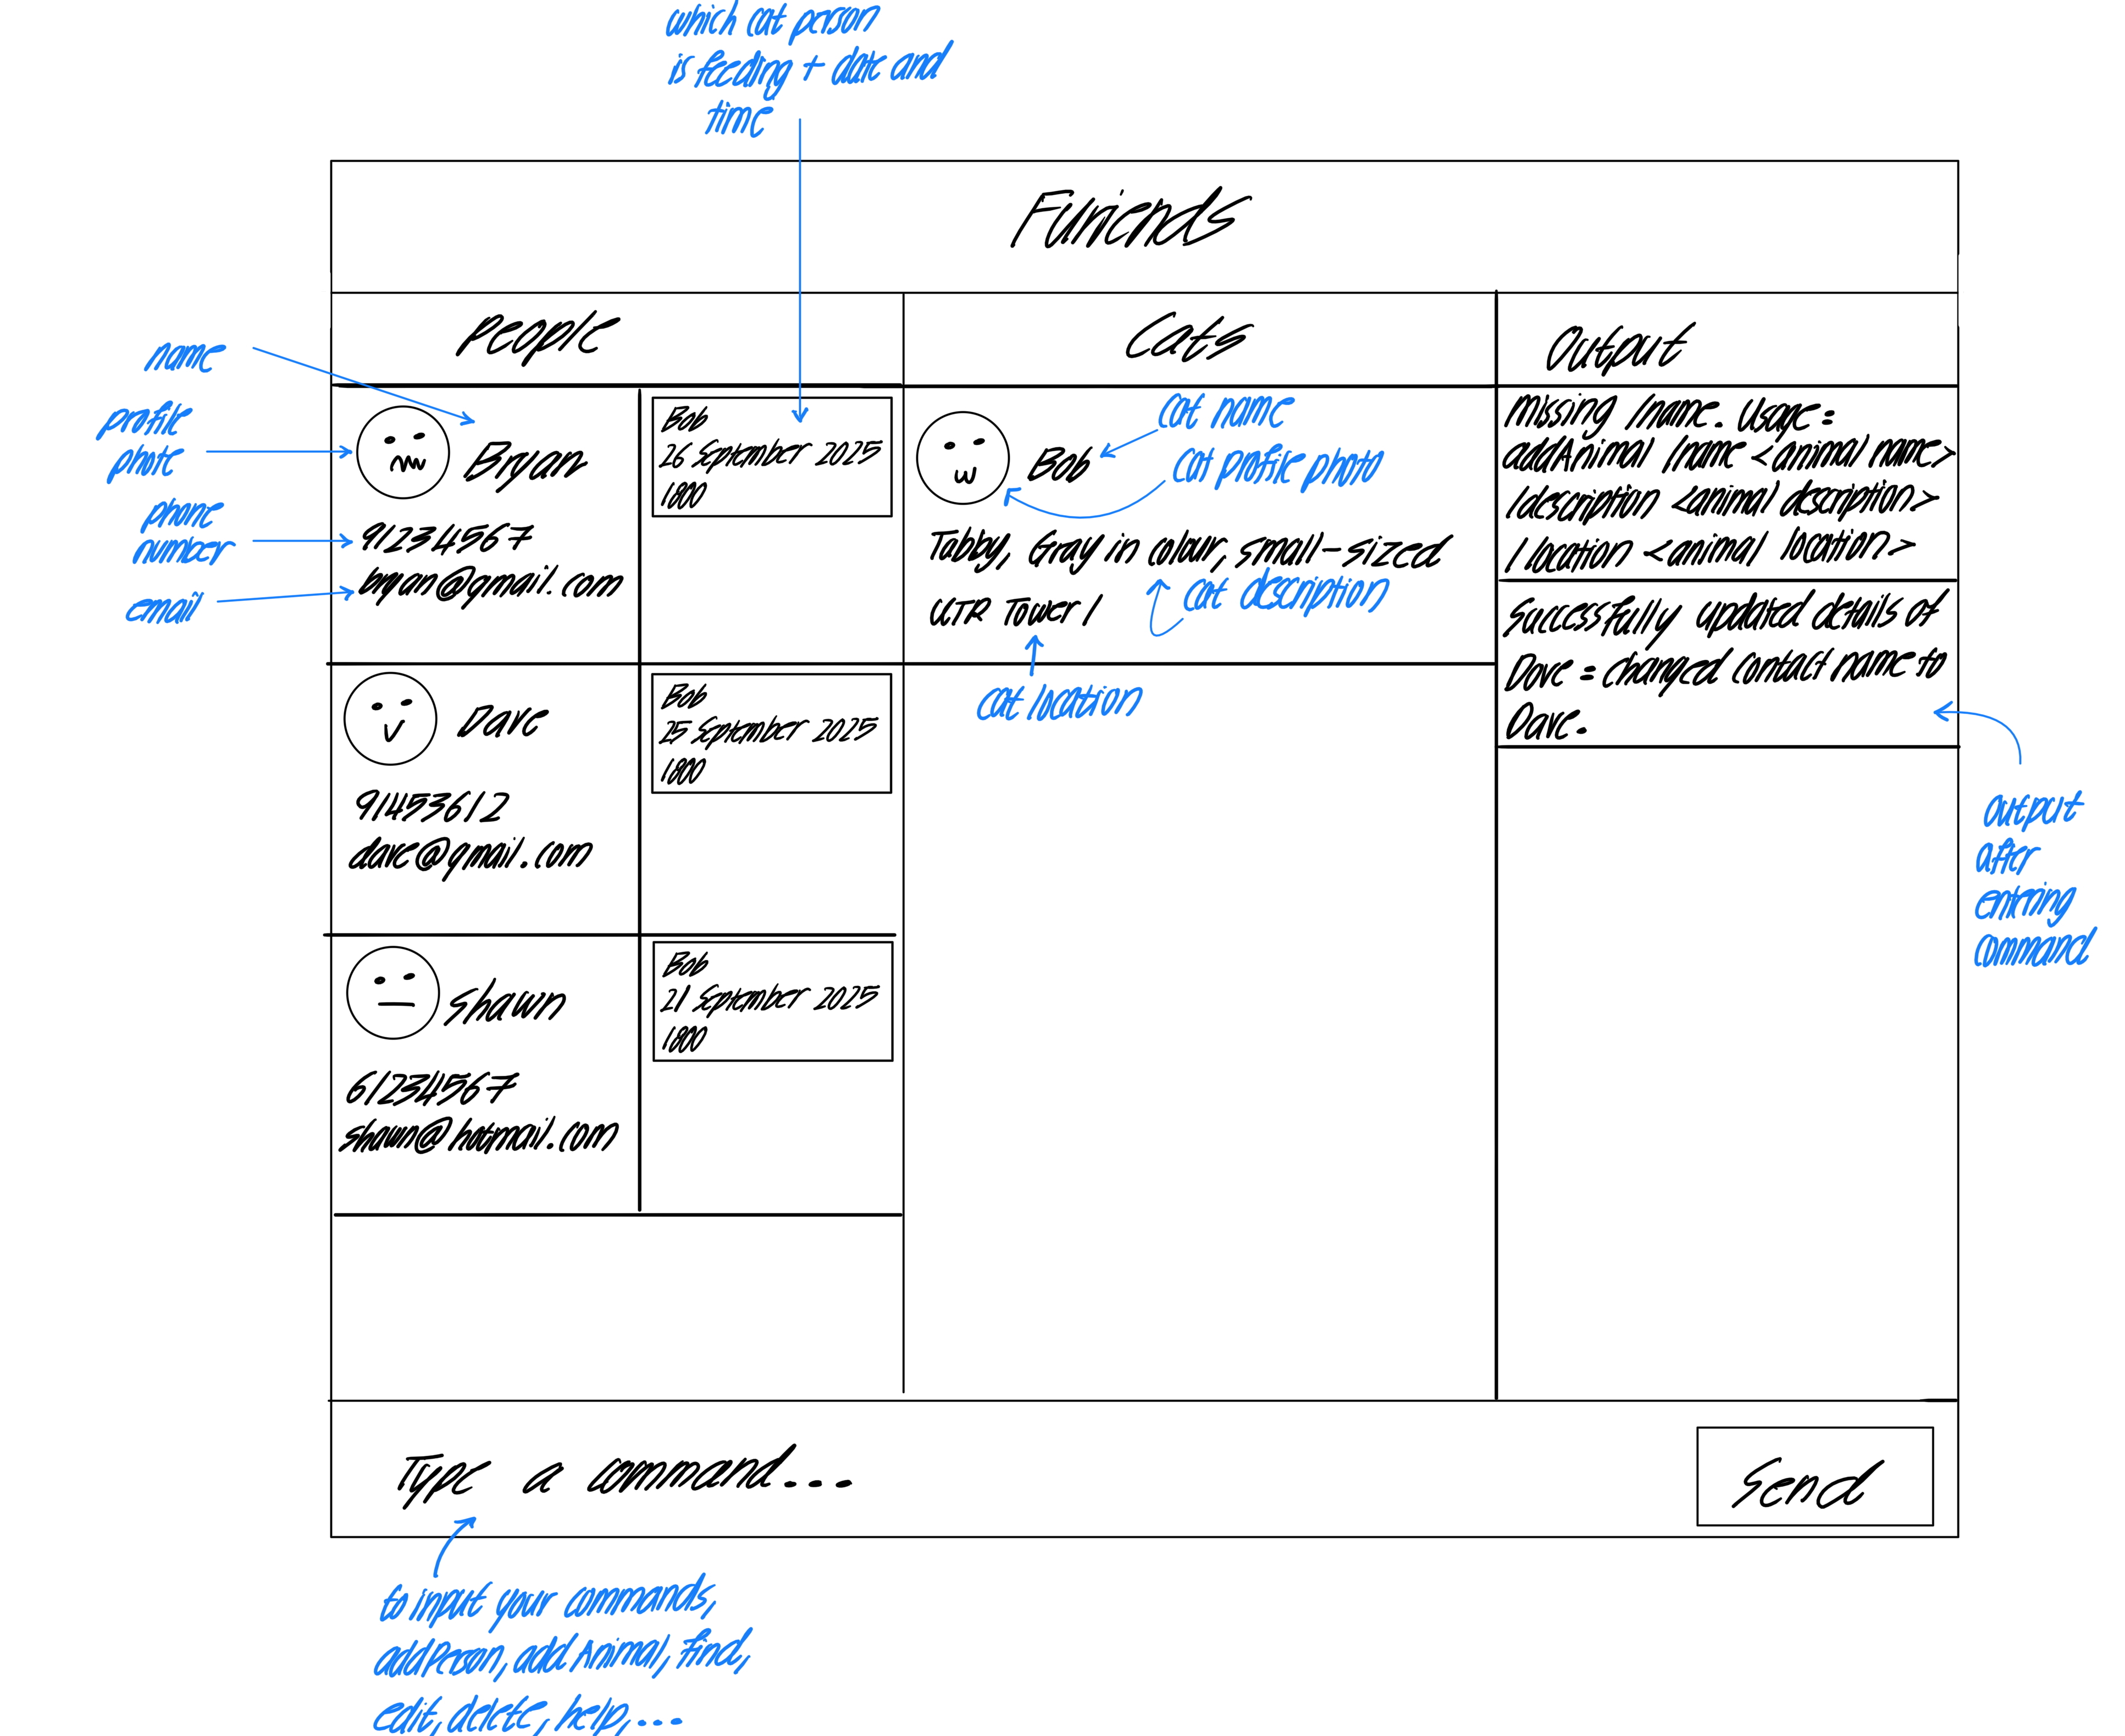 which cat person
is feeding + date and
time
Furiends
People
Cats
Output
name
profile
photo
phone
number
email
Bryan
91234567
bryan@gmail.com
Bob
26 September 2025
1800
Dave
91453612
dave@gmail.com
Bob
25 September 2025
1800
Shawn
61234567
shawn@hotmail.com
Bob
21 September 2025
1800
Bob
cat name
cat profile photo
Tabby, Gray in colour, small-sized
cat description
UTR Tower 1
cat location
Missing /name. Usage:
addAnimal /name <animal name>
/description <animal description>
/location <animal location>
Successfully updated details of
Dove : changed contact name to
Dave.
output
after
entering
command
Type a command....
Send
to input your commands,
addPerson, addAnimal, find,
edit, delete, help,....